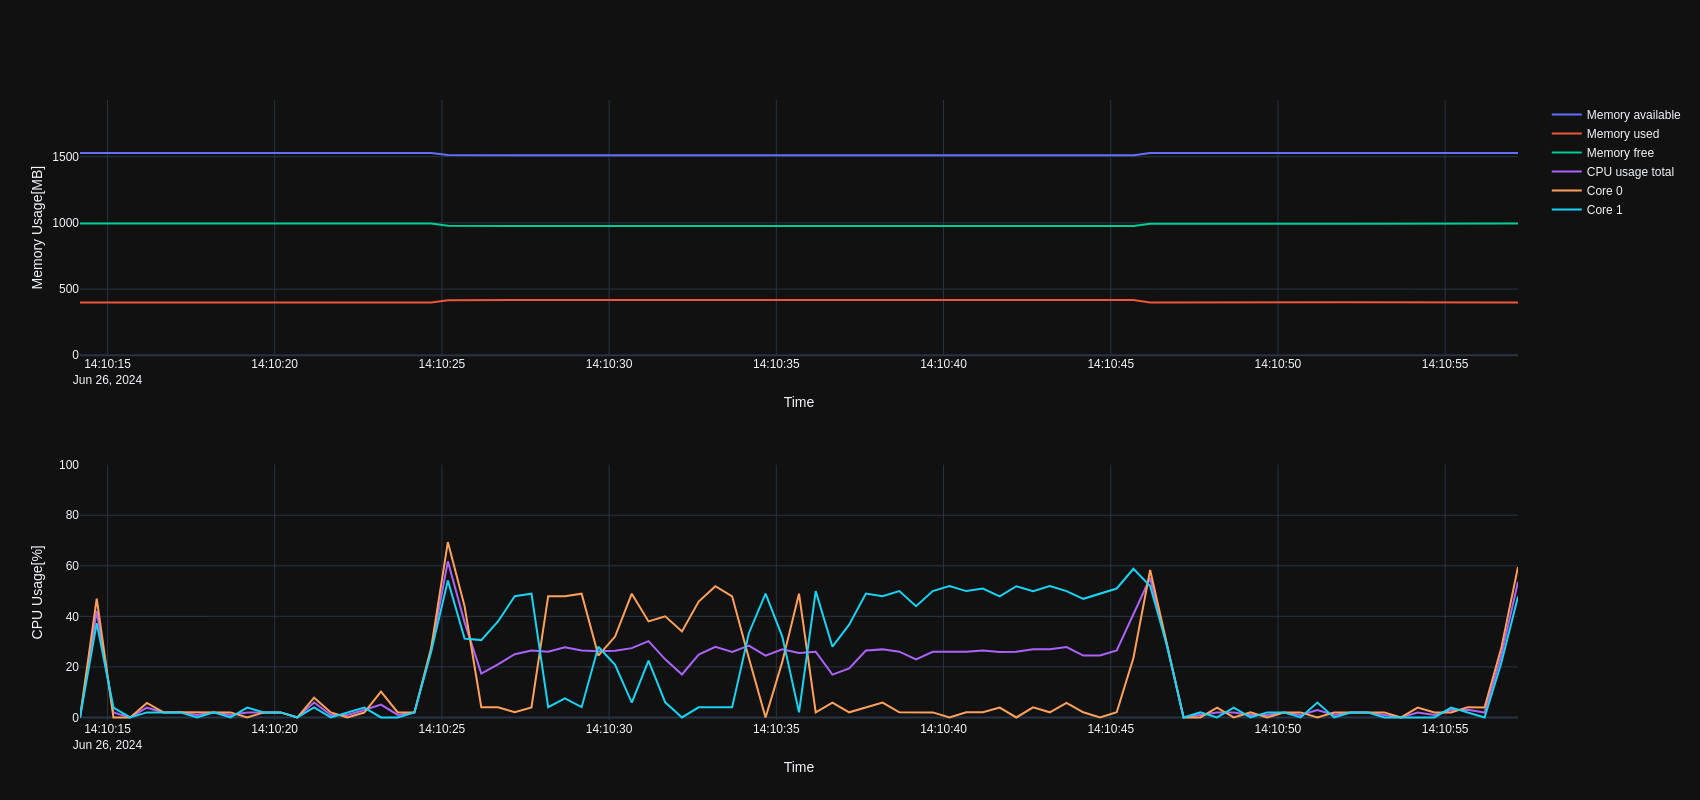 Memory available
Memory used
Memory free
CPU usage total
Core 0
Core 1
Memory Usage[MB]
1500
1000
500
0
14:10:15 14:10:20 14:10:25 14:10:30 14:10:35 14:10:40 14:10:45 14:10:50 14:10:55
Jun 26, 2024
Time
CPU Usage[%]
100
80
60
40
20
0
14:10:15 14:10:20 14:10:25 14:10:30 14:10:35 14:10:40 14:10:45 14:10:50 14:10:55
Jun 26, 2024
Time